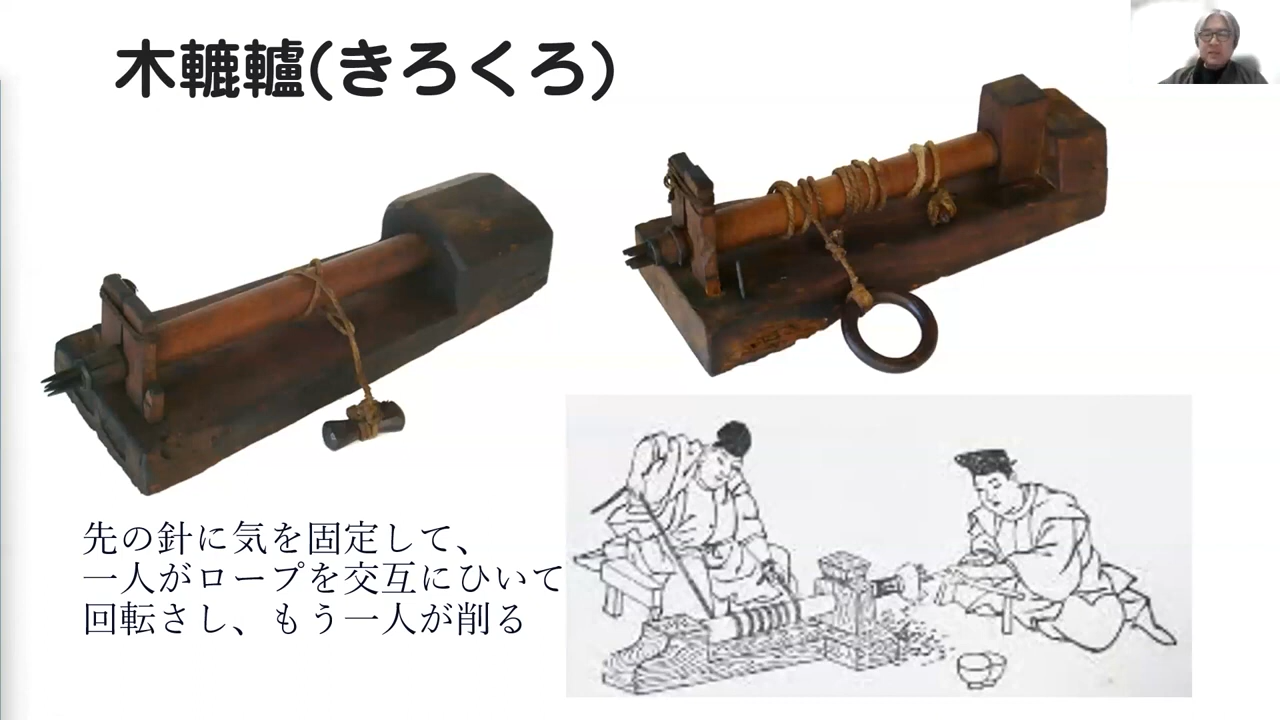 木轆轤(きろくろ)
先の針に気を固定して、
一人がロープを交互にひいて
回転さし、もう一人が削る